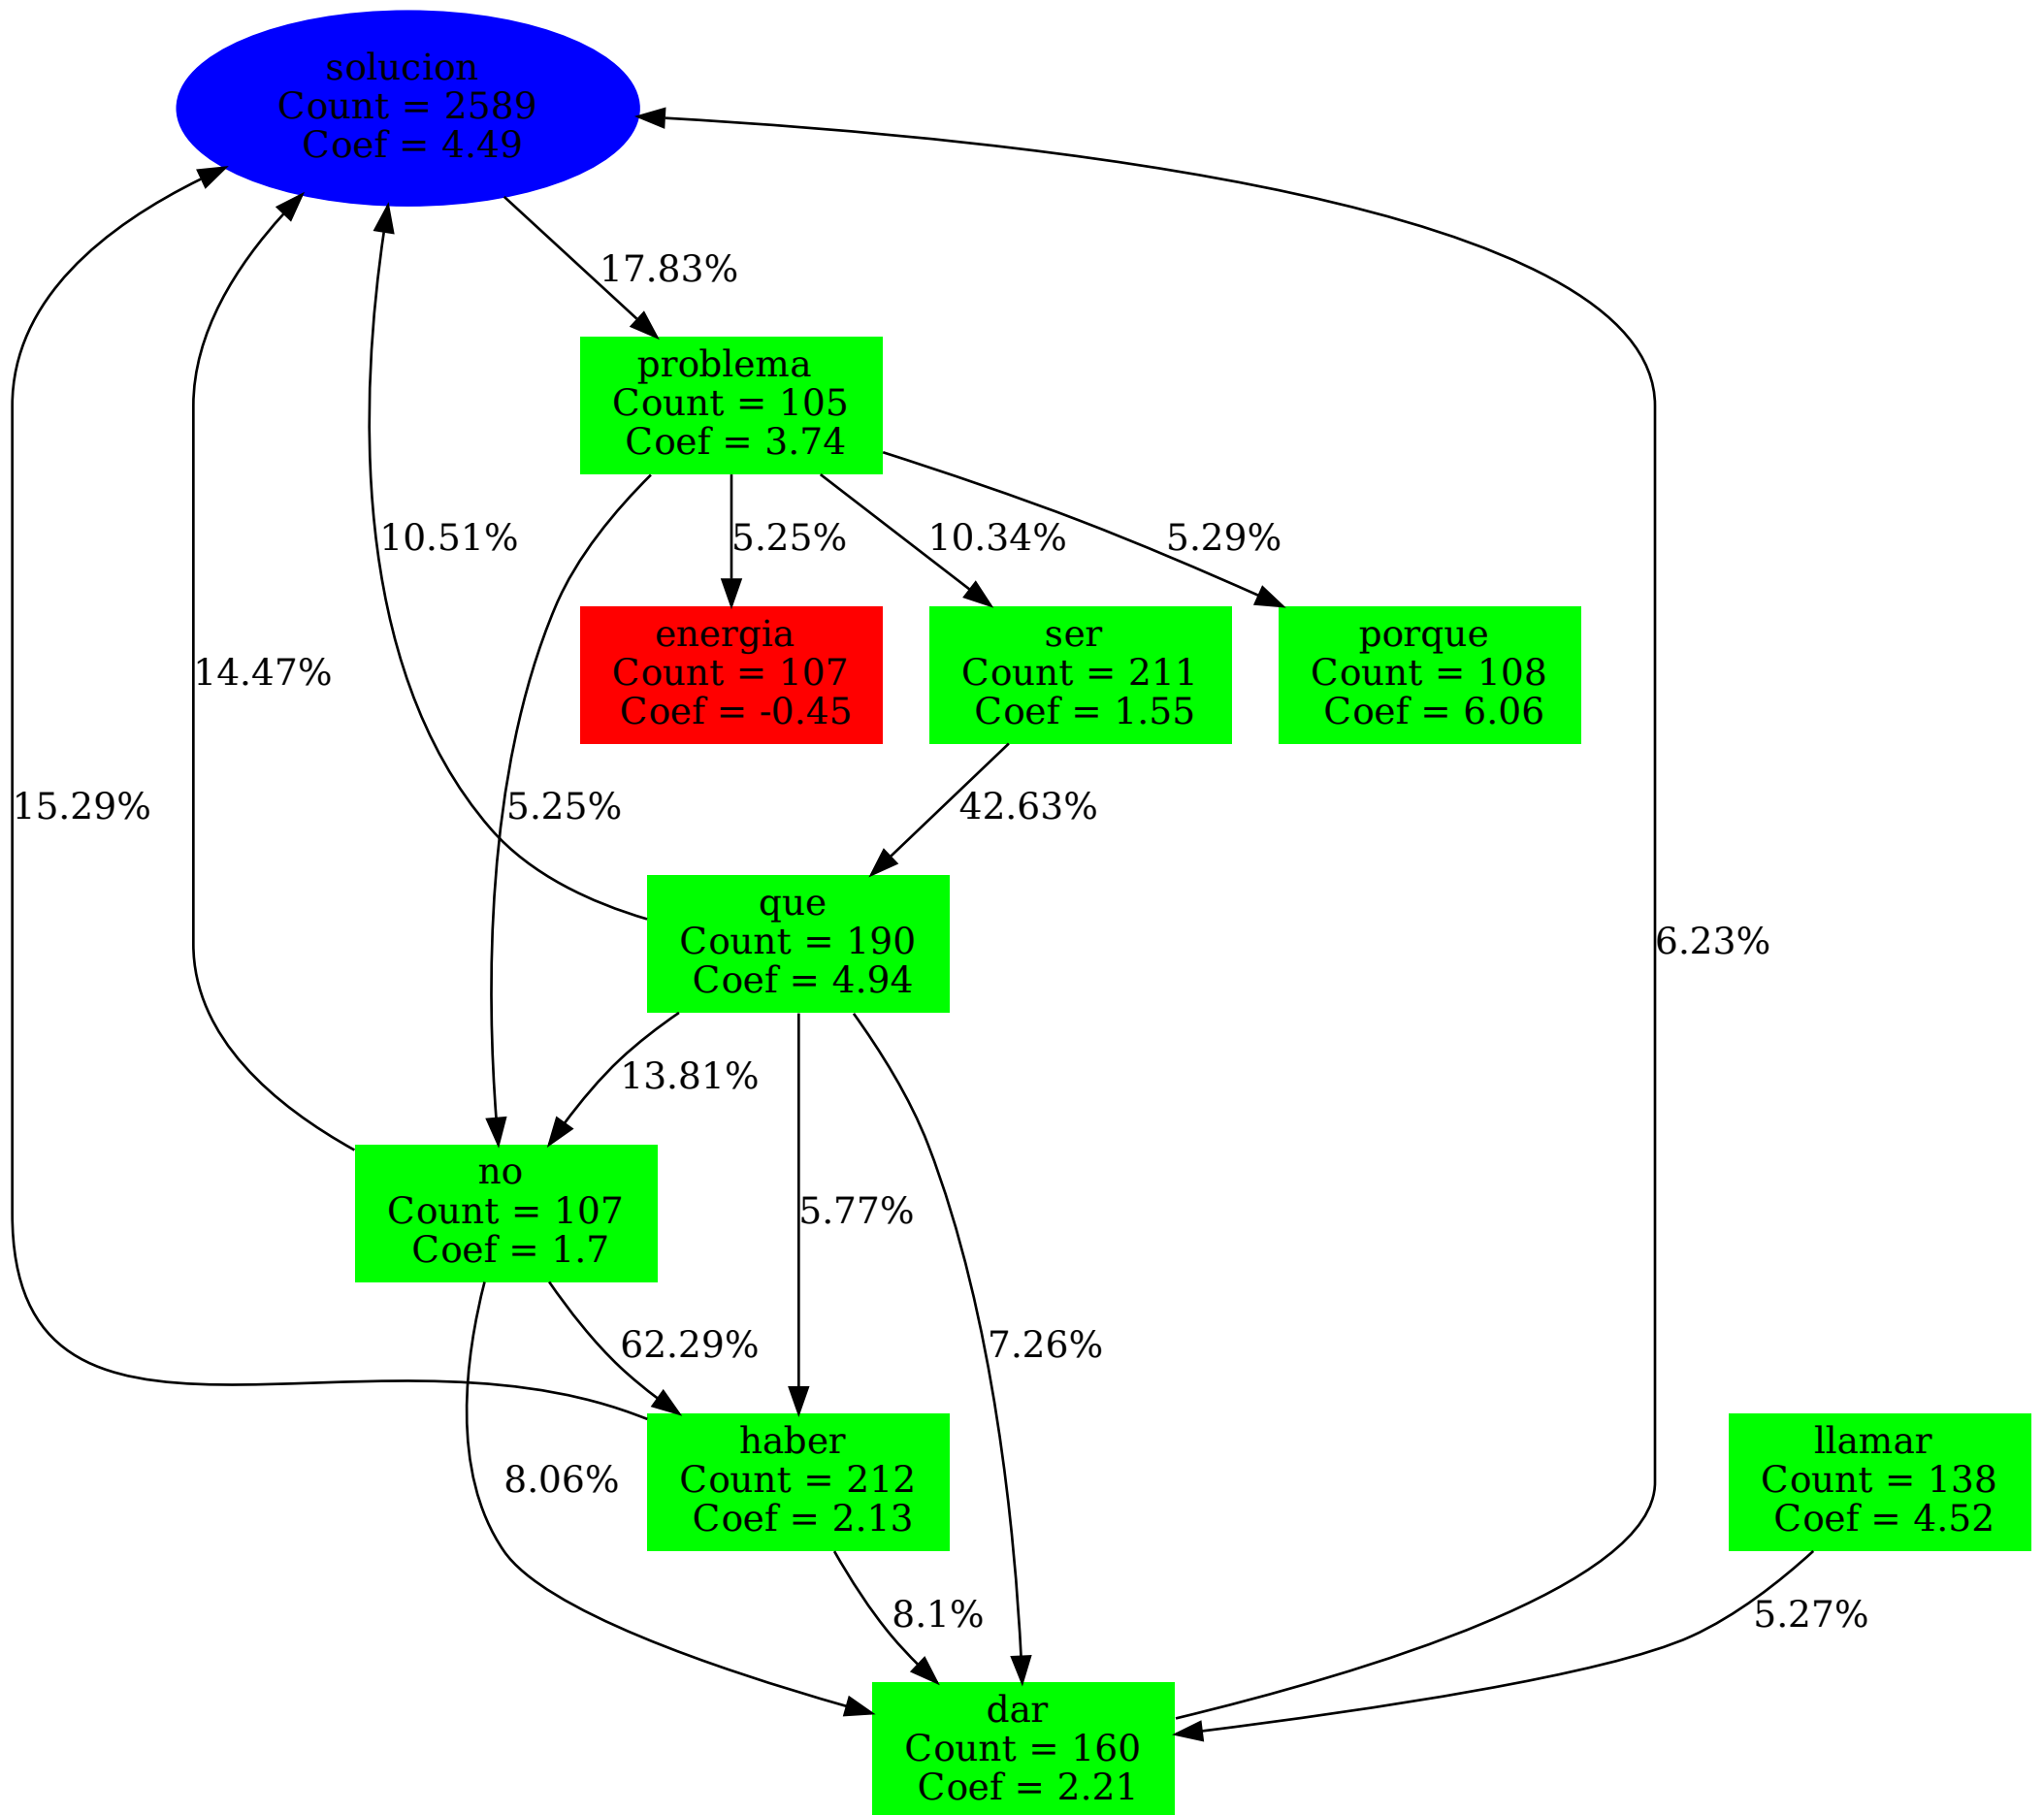 solucion
Count = 2589
Coef = 4.49
17.83%
problema
Count = 105
Coef = 3.74
10.51%
5.25%
10.34%
5.29%
14.47%
energia
Count = 107
Coef = -0.45
ser
Count = 211
Coef = 1.55
porque
Count = 108
Coef = 6.06
15.29%
5.25%
42.63%
que
Count = 190
Coef = 4.94
6.23%
13.81%
no
Count = 107
Coef = 1.7
5.77%
62.29%
7.26%
8.06%
haber
Count = 212
Coef = 2.13
llamar
Count = 138
Coef = 4.52
8.1%
5.27%
dar
Count = 160
Coef = 2.21